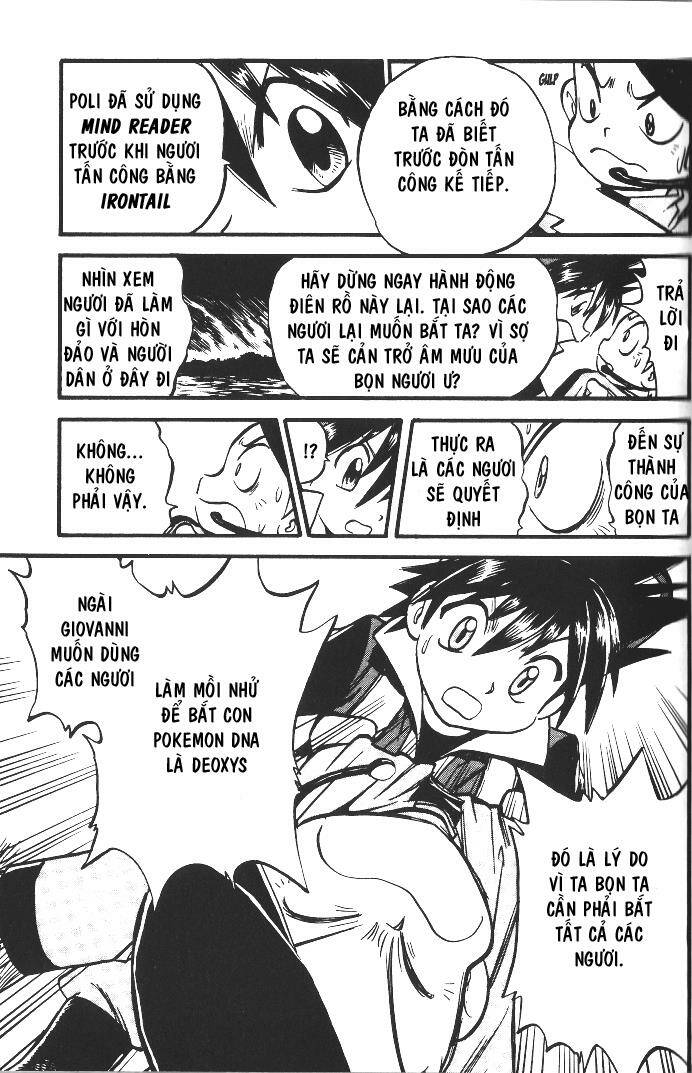 POLI ĐÃ SỬ DỤNG
MIND READER
TRƯỚC KHI NGƯƠI
TẤN CÔNG BẰNG
IRONTAIL
BẰNG CÁCH ĐÓ
TA ĐÃ BIẾT
TRƯỚC ĐÒN TẤN
CÔNG KẾ TIẾP.
GULP
NHÌN XEM
NGƯƠI ĐÃ LÀM
GÌ VỚI HÒN
ĐẢO VÀ NGƯỜI
DÂN Ở ĐÂY ĐI
HÃY DỪNG NGAY HÀNH ĐỘNG
ĐIÊN RỒ NÀY LẠI. TẠI SAO CÁC
NGƯƠI LẠI MUỐN BẮT TA? VÌ SỢ
TA SẼ CẢN TRỞ ÂM MƯU CỦA
BỌN NGƯƠI Ư?
TRẢ
LỜI
ĐI
KHÔNG...
KHÔNG
PHẢI VẬY.
!?
THỰC RA
LÀ CÁC NGƯƠI
SẼ QUYẾT
ĐỊNH
ĐẾN SỰ
THÀNH
CÔNG CỦA
BỌN TA
NGÀI
GIOVANNI
MUỐN DÙNG
CÁC NGƯƠI
LÀM MỒI NHỬ
ĐỂ BẮT CON
POKEMON DNA
LÀ DEOXYS
ĐÓ LÀ LÝ DO
VÌ TA BỌN TA
CẦN PHẢI BẮT
TẤT CẢ CÁC
NGƯƠI.